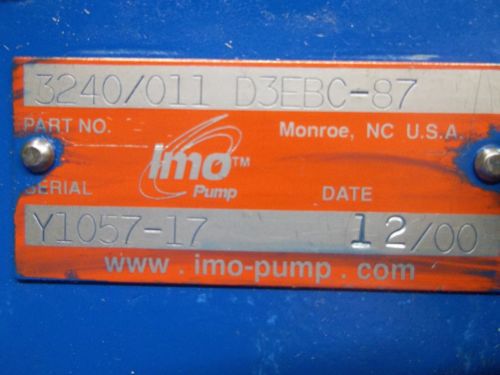 3240/011 D3EBC-87
PART NO. Monroe, NC U.S.A.
Imo™
Pump
SERIAL DATE
Y1057-17 12/00
www.imo-pump.com